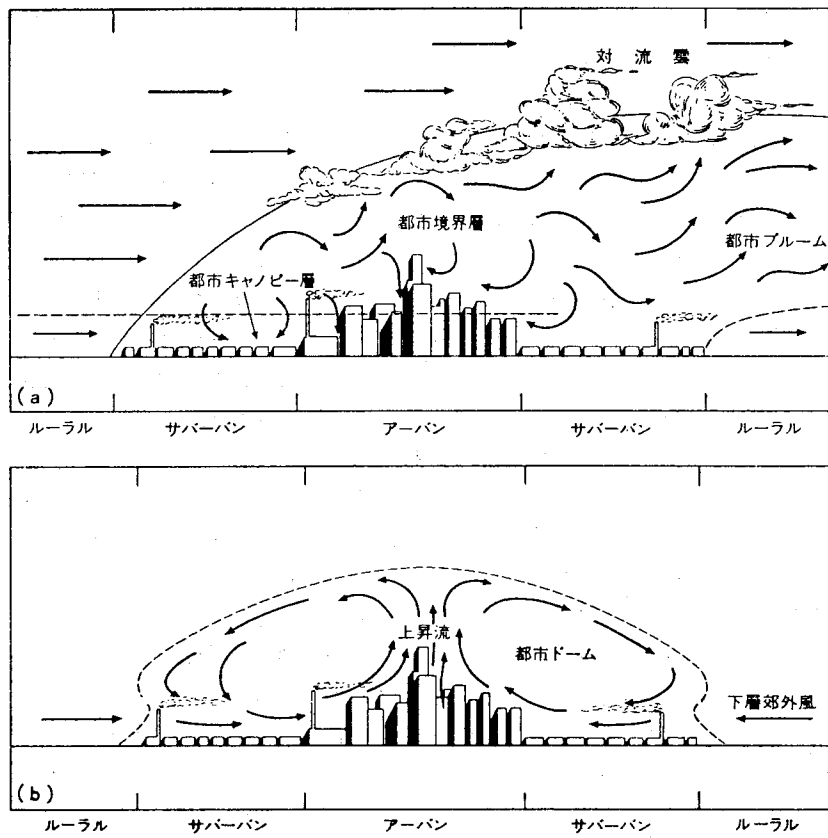 対流雲
都市境界層
都市プルーム
都市キャノピー層
(a)
ルーラル サバーバン アーバン サバーバン ルーラル
上昇流
都市ドーム
下層郊外風
(b)
ルーラル サバーバン アーバン サバーバン ルーラル